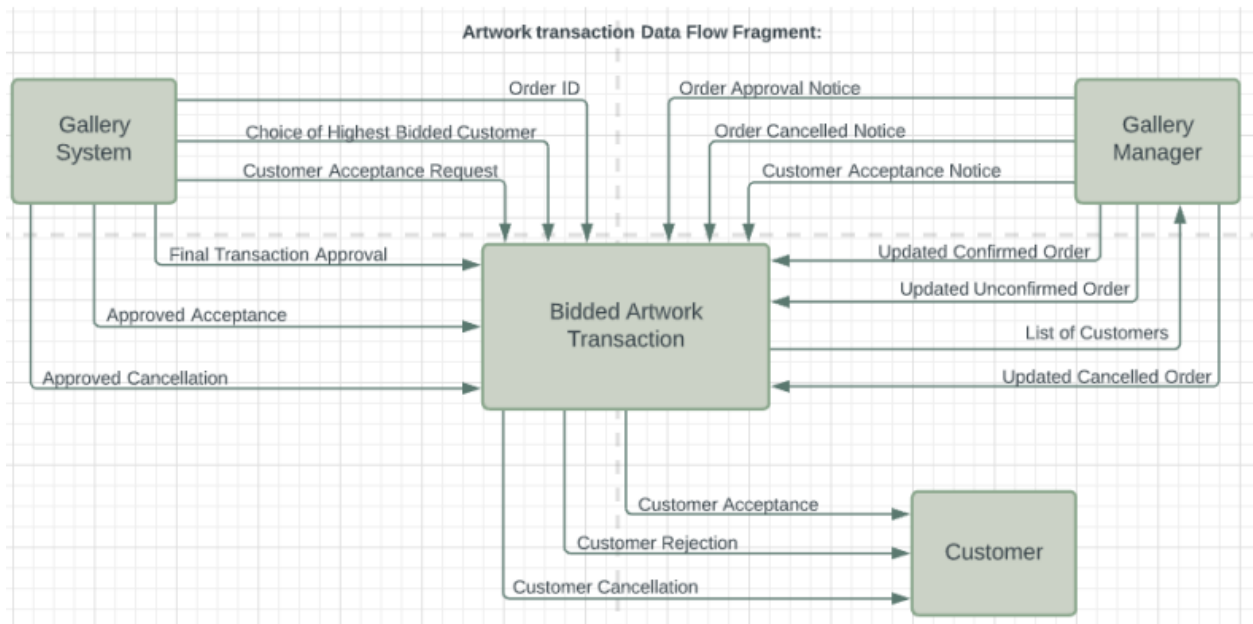 Artwork transaction Data Flow Fragment:
Gallery
System
Order ID
Choice of Highest Bidded Customer
Customer Acceptance Request
Order Approval Notice
Order Cancelled Notice
Customer Acceptance Notice
Gallery
Manager
Final Transaction Approval
Approved Acceptance
Approved Cancellation
Bidded Artwork
Transaction
Updated Confirmed Order
Updated Unconfirmed Order
List of Customers
Updated Cancelled Order
Customer Acceptance
Customer Rejection
Customer Cancellation
Customer